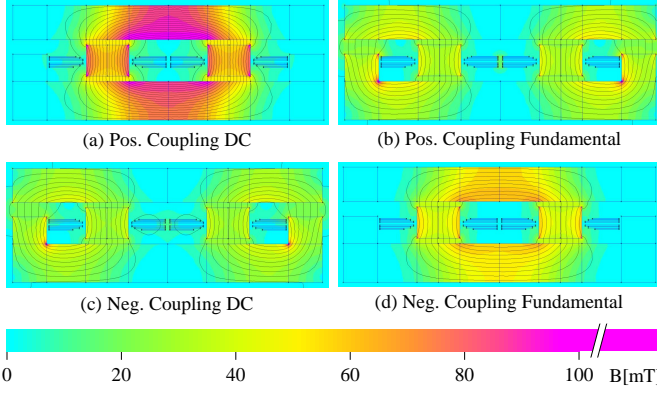 (a) Pos. Coupling DC
(b) Pos. Coupling Fundamental
(c) Neg. Coupling DC
(d) Neg. Coupling Fundamental
0 20 40 60 80 100 B[mT]